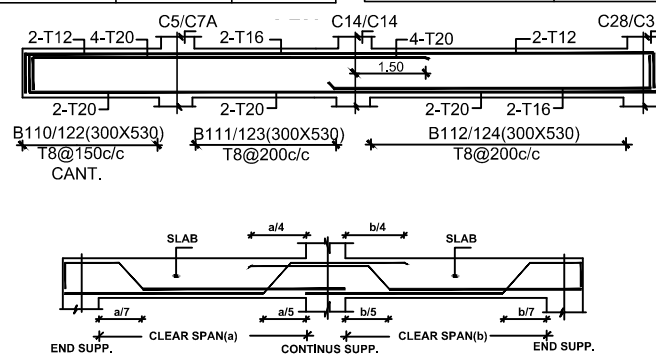 C5/C7A C14/C14 C28/C3
2-T12 4-T20 2-T16 4-T20 2-T12
1.50
2-T20 2-T20 2-T20 2-T16
B110/122(300X530) B111/123(300X530) B112/124(300X530)
T8@150c/c T8@200c/c T8@200c/c
CANT.
a/4 b/4
SLAB SLAB
a/7 a/5 b/5 b/7
CLEAR SPAN(a) CLEAR SPAN(b)
END SUPP. CONTINUS SUPP. END SUPP.